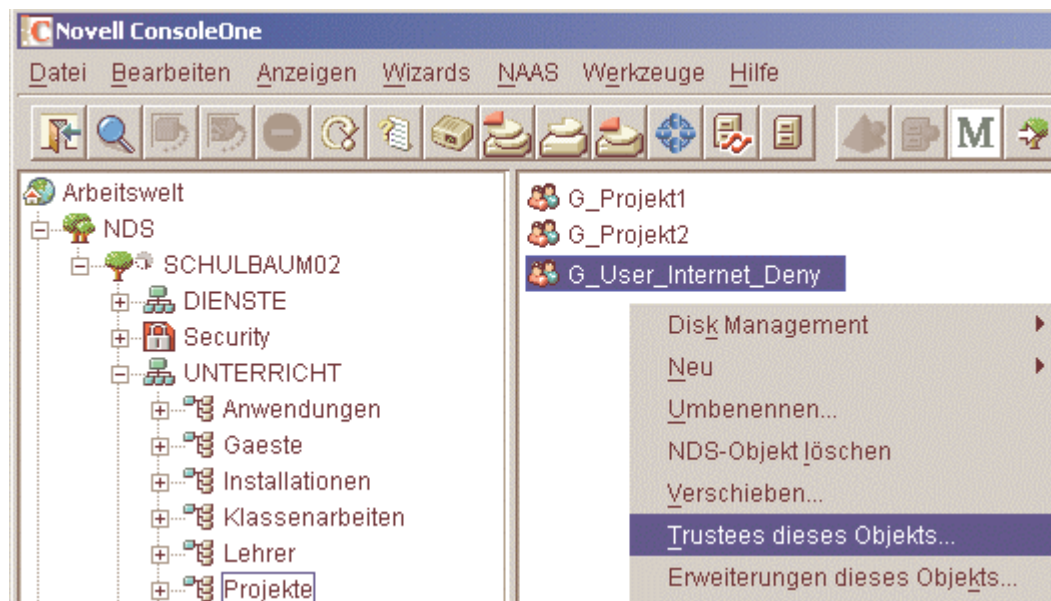 Novell ConsoleOne
Datei Bearbeiten Anzeigen Wizards NAAS Werkzeuge Hilfe
M
Arbeitswelt
NDS
SCHULBAUM02
DIENSTE
Security
UNTERRICHT
Anwendungen
Gaeste
Installationen
Klassenarbeiten
Lehrer
Projekte
G_Projekt1
G_Projekt2
G_User_Internet_Deny
Disk Management
Neu
Umbenennen...
NDS-Objekt löschen
Verschieben...
Trustees dieses Objekts...
Erweiterungen dieses Objekts...